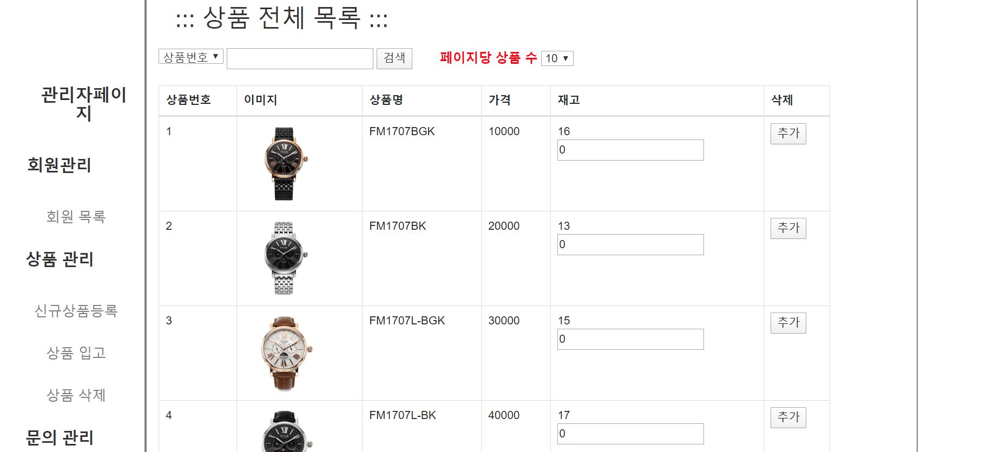 ::: 상품 전체 목록 :::
상품번호 검색 페이지당 상품 수 10
관리자페이
지
회원관리
회원 목록
상품 관리
신규상품등록
상품 입고
상품 삭제
문의 관리
상품번호 이미지 상품명 가격 재고 삭제
1 FM1707BGK 10000 16 추가
0
2 FM1707BK 20000 13 추가
0
3 FM1707L-BGK 30000 15 추가
0
4 FM1707L-BK 40000 17 추가
0